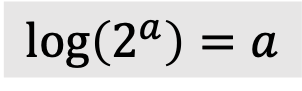 log(2^a) = a